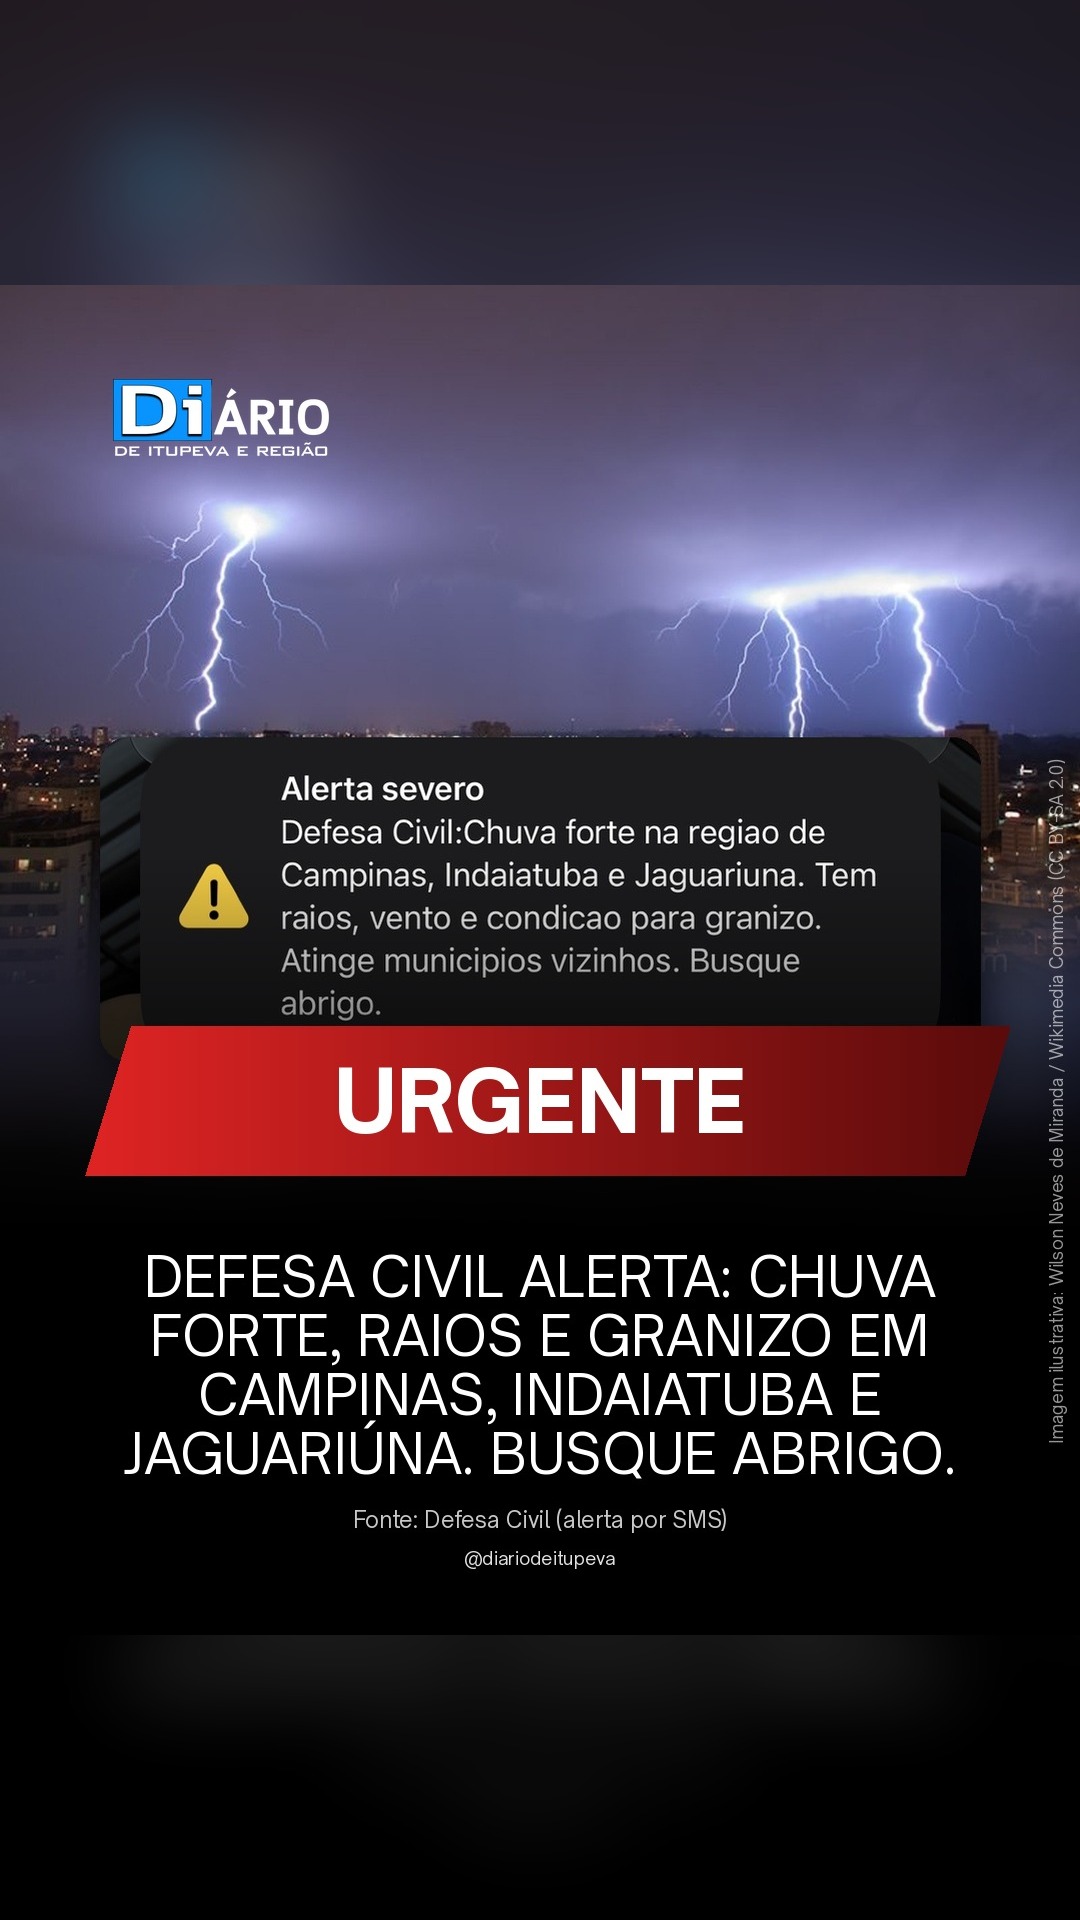 DiÁRIO
DE ITUPEVA E REGIÃO
Alerta severo
Defesa Civil:Chuva forte na regiao de
Campinas, Indaiatuba e Jaguariuna. Tem
raios, vento e condicao para granizo.
Atinge municipios vizinhos. Busque
abrigo.
URGENTE
DEFESA CIVIL ALERTA: CHUVA
FORTE, RAIOS E GRANIZO EM
CAMPINAS, INDAIATUBA E
JAGUARIÚNA. BUSQUE ABRIGO.
Fonte: Defesa Civil (alerta por SMS)
@diariodeitupeva
Imagem ilustrativa: Wilson Neves de Miranda / Wikimedia Commons (CC BY-SA 2.0)